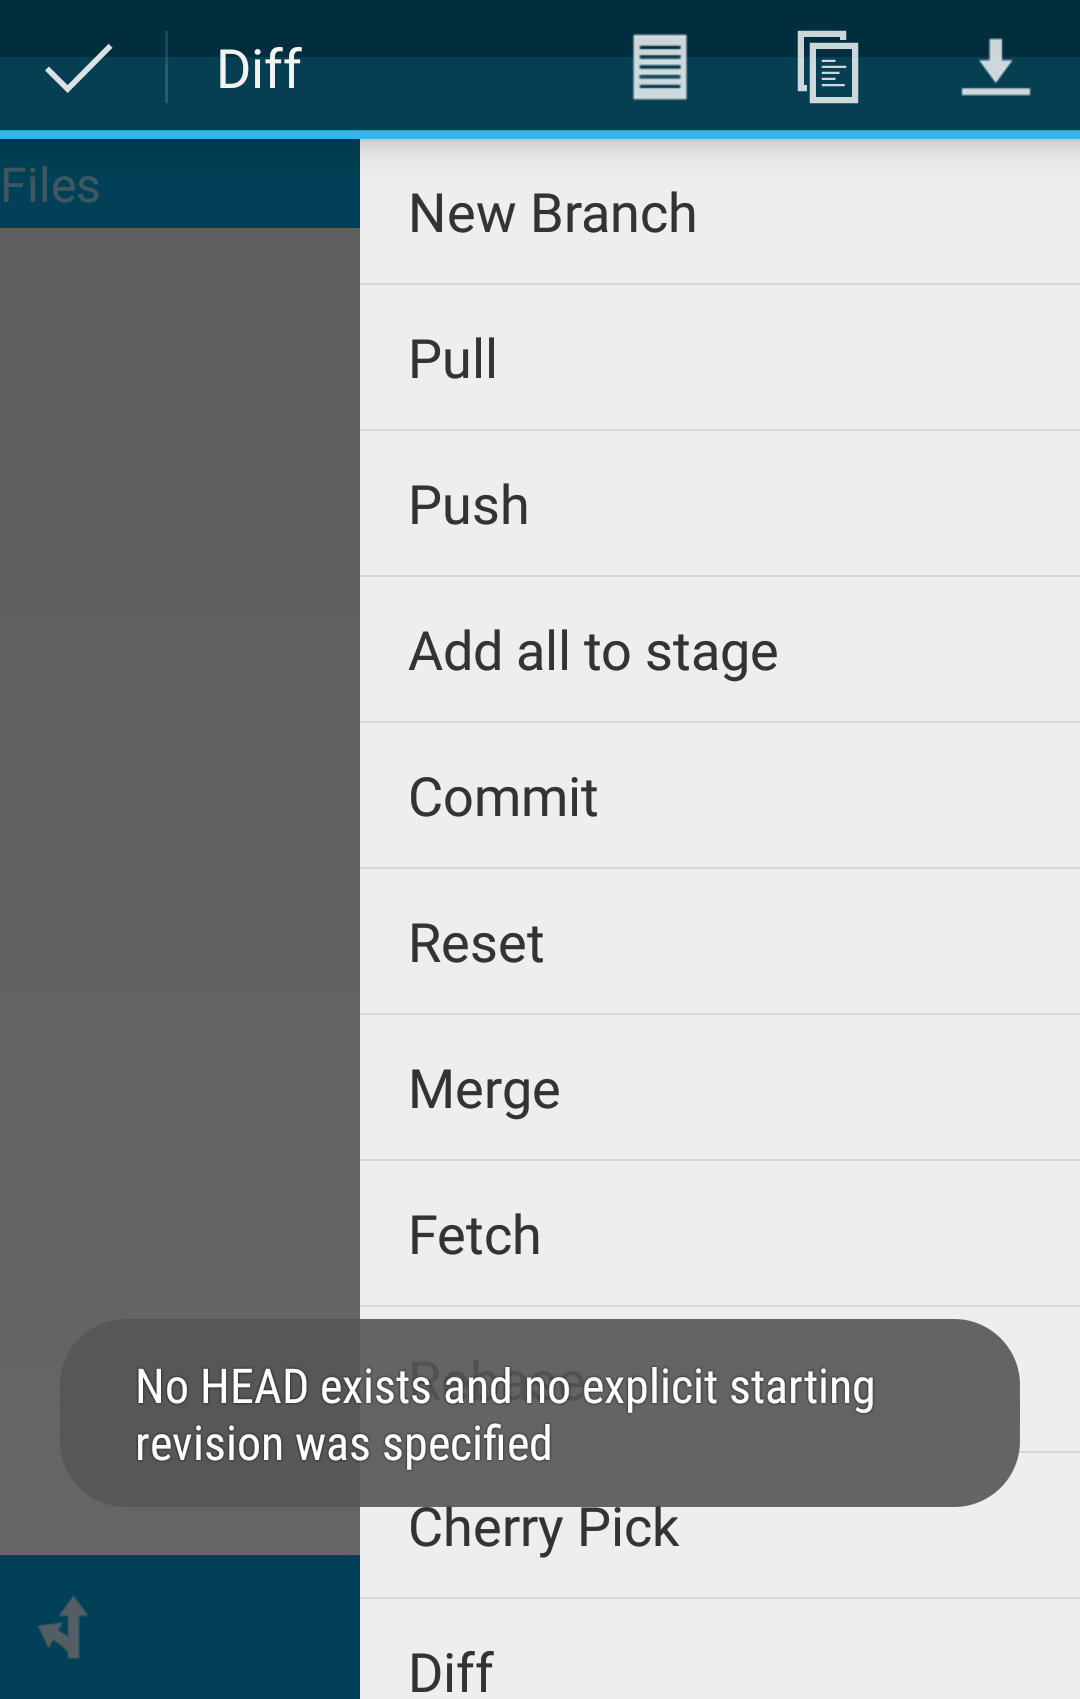 Diff
Files
New Branch
Pull
Push
Add all to stage
Commit
Reset
Merge
Fetch
Rebase
No HEAD exists and no explicit starting
revision was specified
Cherry Pick
Diff